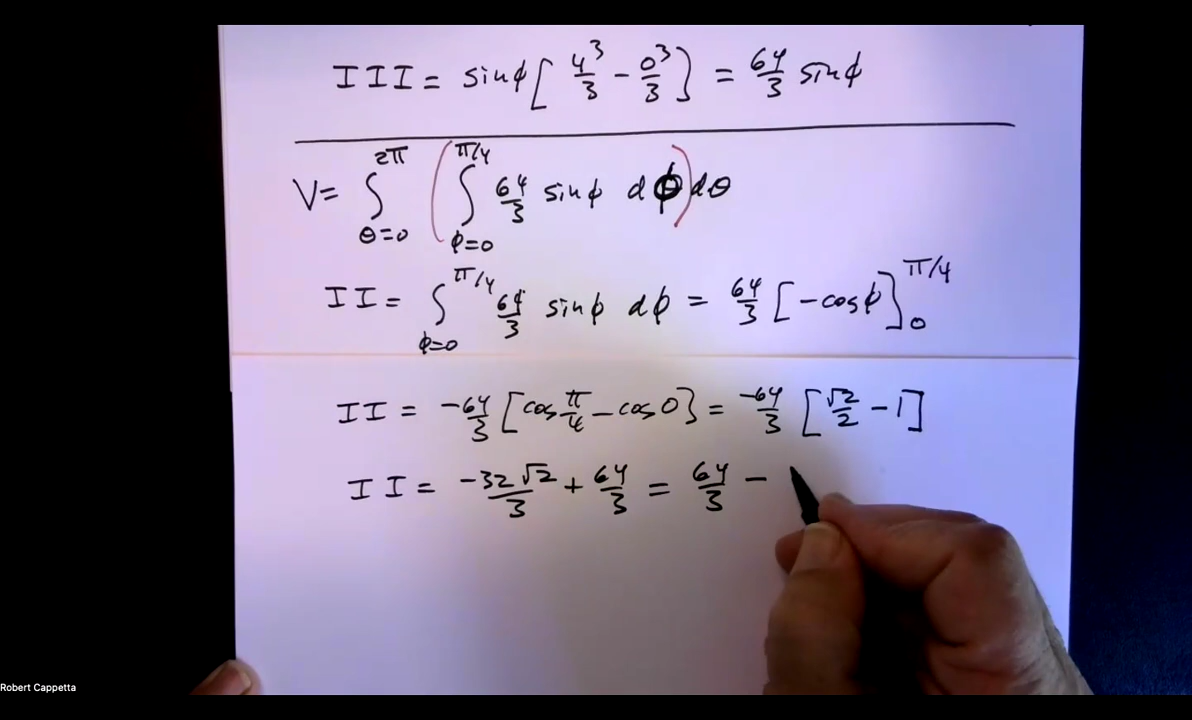 III = sinφ[4³/3 - 0³/3] = 64/3 sinφ
V= ∫_{θ=0}^{2π} (∫_{φ=0}^{π/4} 64/3 sinφ dφ) dθ
II = ∫_{φ=0}^{π/4} 64/3 sinφ dφ = 64/3 [-cosφ]_0^{π/4}
II = -64/3 [cos π/4 - cos 0] = -64/3 [√2/2 - 1]
II = -32√2/3 + 64/3 = 64/3 -
Robert Cappetta